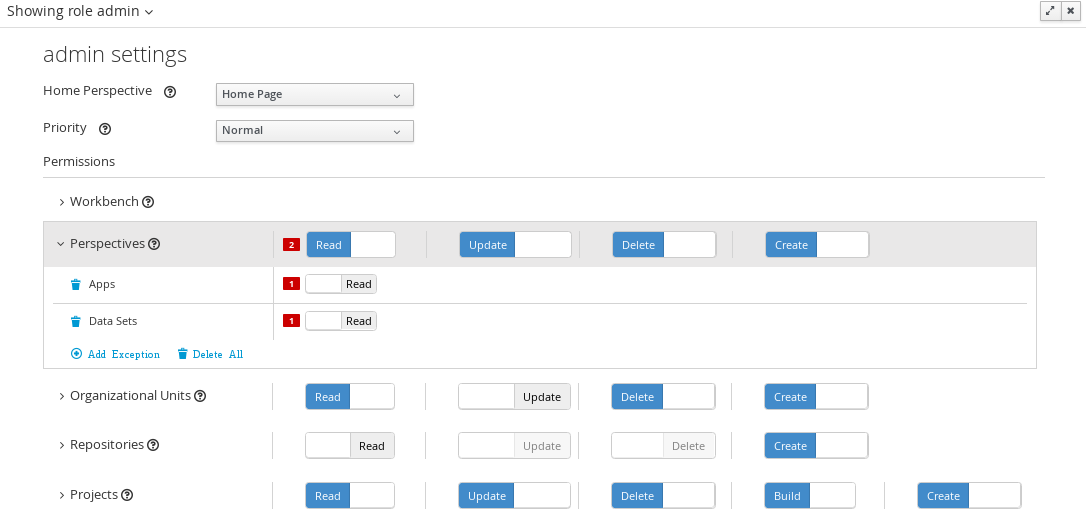 Showing role admin
admin settings
Home Perspective Home Page
Priority Normal
Permissions
Workbench
Perspectives 2 Read Update Delete Create
Apps 1 Read
Data Sets 1 Read
Add Exception Delete All
Organizational Units Read Update Delete Create
Repositories Read Update Delete Create
Projects Read Update Delete Build Create